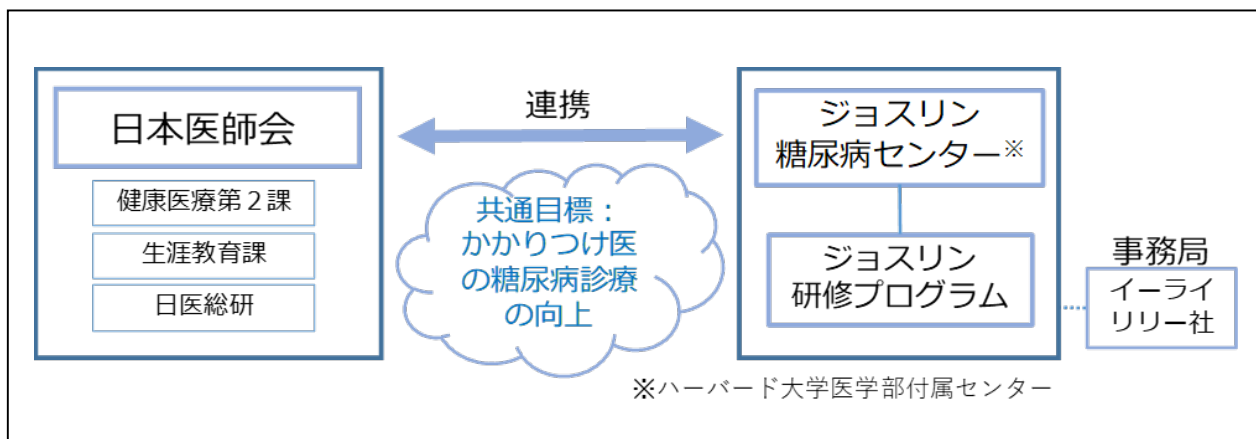 日本医師会
健康医療第２課
生涯教育課
日医総研
連携
共通目標：
かかりつけ医
の糖尿病診療
の向上
ジョスリン
糖尿病センター※
ジョスリン
研修プログラム
事務局
イーライ
リリー社
※ハーバード大学医学部付属センター